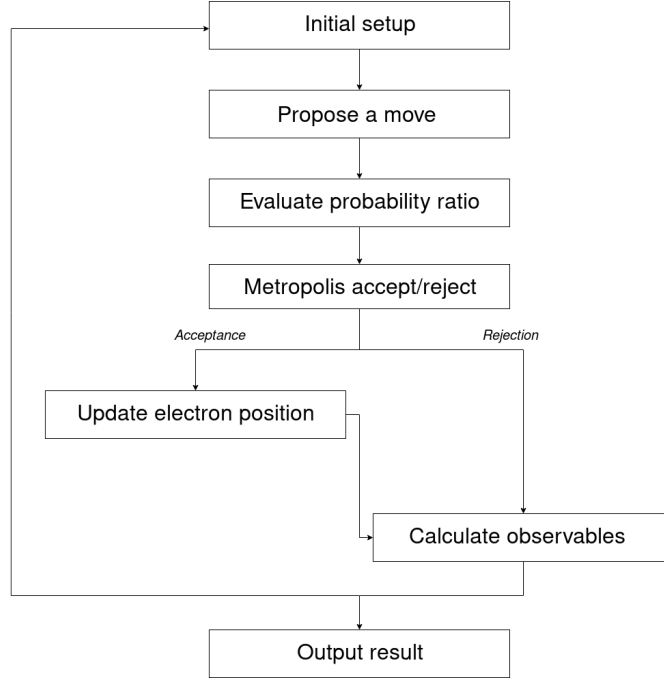 Initial setup
Propose a move
Evaluate probability ratio
Metropolis accept/reject
Acceptance
Rejection
Update electron position
Calculate observables
Output result